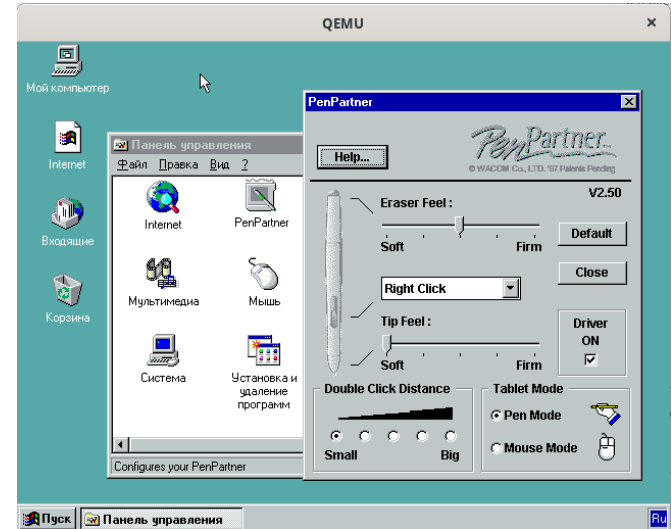 QEMU
Мой компьютер
Internet
Входящие
Корзина
Панель управления
Файл Правка Вид ?
Internet
PenPartner
Мультимедиа
Мышь
Система
Установка и
удаление
программ
Configures your PenPartner
PenPartner
Help...
PenPartner
© WACOM Co., LTD. '97 Patents Pending
V2.50
Eraser Feel :
Soft
Firm
Default
Right Click
Close
Tip Feel :
Soft
Firm
Driver
ON
Double Click Distance
Small
Big
Tablet Mode
Pen Mode
Mouse Mode
Пуск
Панель управления
Ru